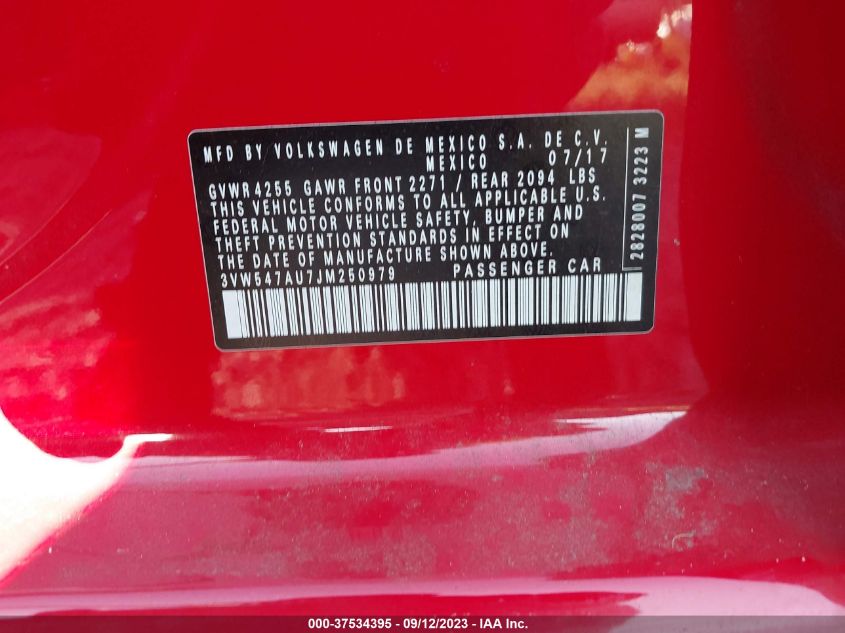 MFD BY VOLKSWAGEN DE MEXICO S.A. DE C.V.
MEXICO 07/17
GVWR 4255 GAWR FRONT 2271 / REAR 2094 LBS
THIS VEHICLE CONFORMS TO ALL APPLICABLE U.S.
FEDERAL MOTOR VEHICLE SAFETY, BUMPER AND
THEFT PREVENTION STANDARDS IN EFFECT ON
THE DATE OF MANUFACTURE SHOWN ABOVE.
3VW547AU7JM250979 PASSENGER CAR
2828007 3223 M
000-37534395 - 09/12/2023 - IAA Inc.